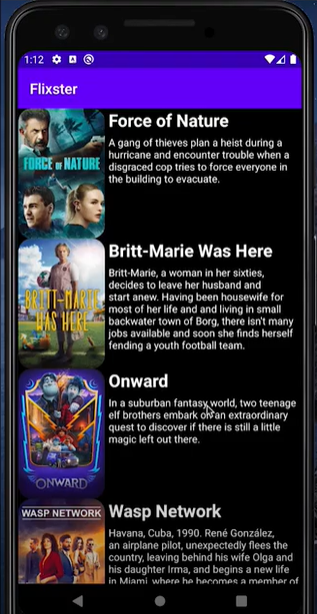 1:12
Flixster
Force of Nature
A gang of thieves plan a heist during a
hurricane and encounter trouble when a
disgraced cop tries to force everyone in
the building to evacuate.
FORCE OF NATURE
Britt-Marie Was Here
Britt-Marie, a woman in her sixties,
decides to leave her husband and
start anew. Having been housewife for
most of her life and and living in small
backwater town of Borg, there isn't many
jobs available and soon she finds herself
fending a youth football team.
BRITT-MARIE
WAS HERE
Onward
In a suburban fantasy world, two teenage
elf brothers embark on an extraordinary
quest to discover if there is still a little
magic left out there.
ONWARD
WASP NETWORK
Wasp Network
Havana, Cuba, 1990. René González,
an airplane pilot, unexpectedly flees the
country, leaving behind his wife Olga and
his daughter Irma, and begins a new life
in Miami, where he becomes a member of